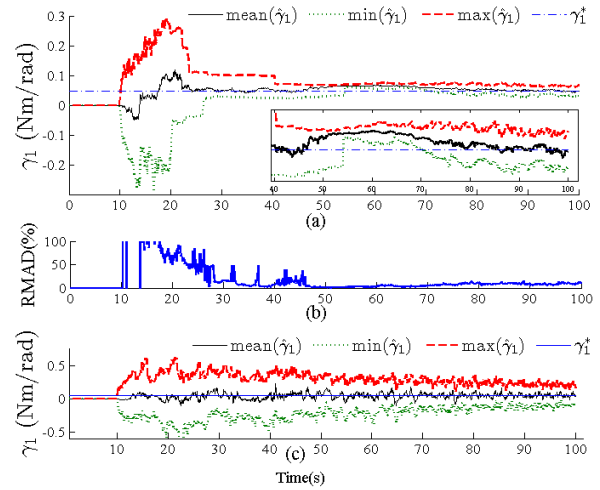 mean(γ̂₁) min(γ̂₁) max(γ̂₁) γ₁*
γ₁ (Nm/rad)
0.3
0.2
0.1
0
-0.1
-0.2
40 50 60 70 80 90 100
0 10 20 30 40 50 60 70 80 90 100
(a)
RMAD(%)
100
50
0
0 10 20 30 40 50 60 70 80 90 100
(b)
mean(γ̂₁) min(γ̂₁) max(γ̂₁) γ₁*
γ₁ (Nm/rad)
0.5
0
-0.5
0 10 20 30 40 50 60 70 80 90 100
(c)
Time(s)